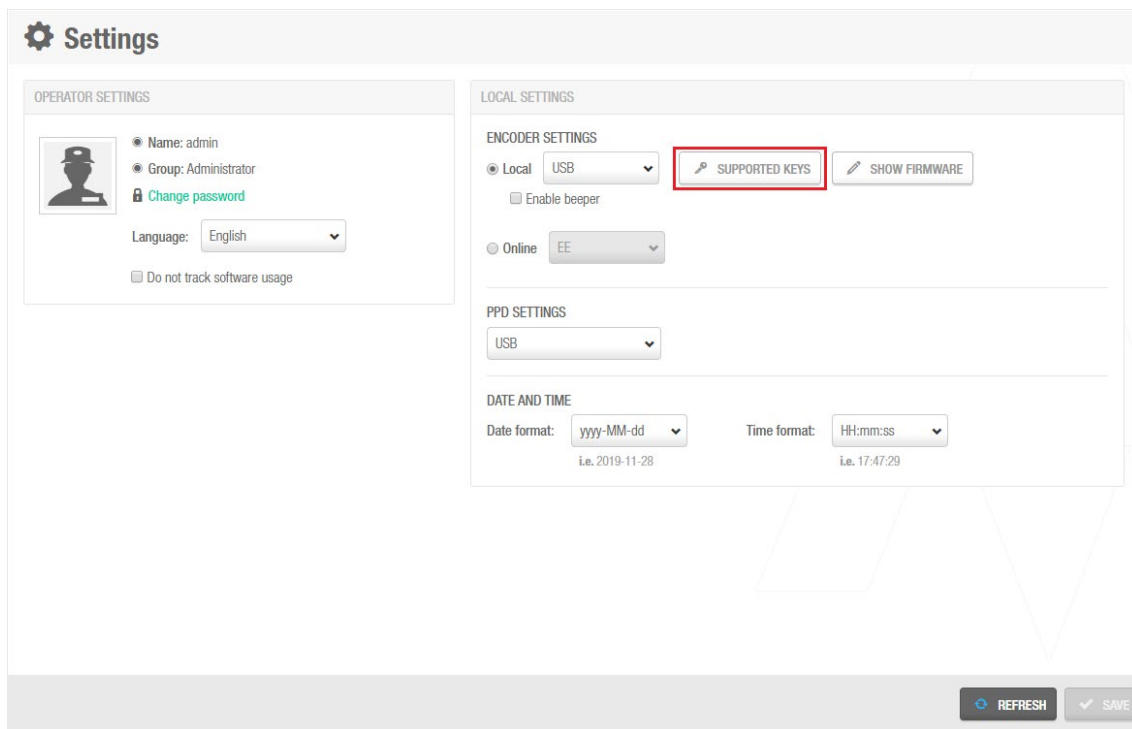 Settings
OPERATOR SETTINGS
Name: admin
Group: Administrator
Change password
Language: English
Do not track software usage
LOCAL SETTINGS
ENCODER SETTINGS
Local USB SUPPORTED KEYS SHOW FIRMWARE
Enable beeper
Online EE
PPD SETTINGS
USB
DATE AND TIME
Date format: yyyy-MM-dd Time format: HH:mm:ss
i.e. 2019-11-28 i.e. 17:47:29
REFRESH SAVE